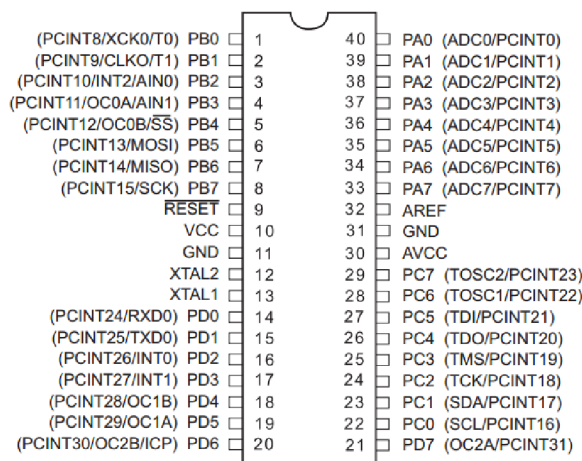 (PCINT8/XCK0/T0) PB0 1 40 PA0 (ADC0/PCINT0)
(PCINT9/CLKO/T1) PB1 2 39 PA1 (ADC1/PCINT1)
(PCINT10/INT2/AIN0) PB2 3 38 PA2 (ADC2/PCINT2)
(PCINT11/OC0A/AIN1) PB3 4 37 PA3 (ADC3/PCINT3)
(PCINT12/OC0B/SS) PB4 5 36 PA4 (ADC4/PCINT4)
(PCINT13/MOSI) PB5 6 35 PA5 (ADC5/PCINT5)
(PCINT14/MISO) PB6 7 34 PA6 (ADC6/PCINT6)
(PCINT15/SCK) PB7 8 33 PA7 (ADC7/PCINT7)
RESET 9 32 AREF
VCC 10 31 GND
GND 11 30 AVCC
XTAL2 12 29 PC7 (TOSC2/PCINT23)
XTAL1 13 28 PC6 (TOSC1/PCINT22)
(PCINT24/RXD0) PD0 14 27 PC5 (TDI/PCINT21)
(PCINT25/TXD0) PD1 15 26 PC4 (TDO/PCINT20)
(PCINT26/INT0) PD2 16 25 PC3 (TMS/PCINT19)
(PCINT27/INT1) PD3 17 24 PC2 (TCK/PCINT18)
(PCINT28/OC1B) PD4 18 23 PC1 (SDA/PCINT17)
(PCINT29/OC1A) PD5 19 22 PC0 (SCL/PCINT16)
(PCINT30/OC2B/ICP) PD6 20 21 PD7 (OC2A/PCINT31)